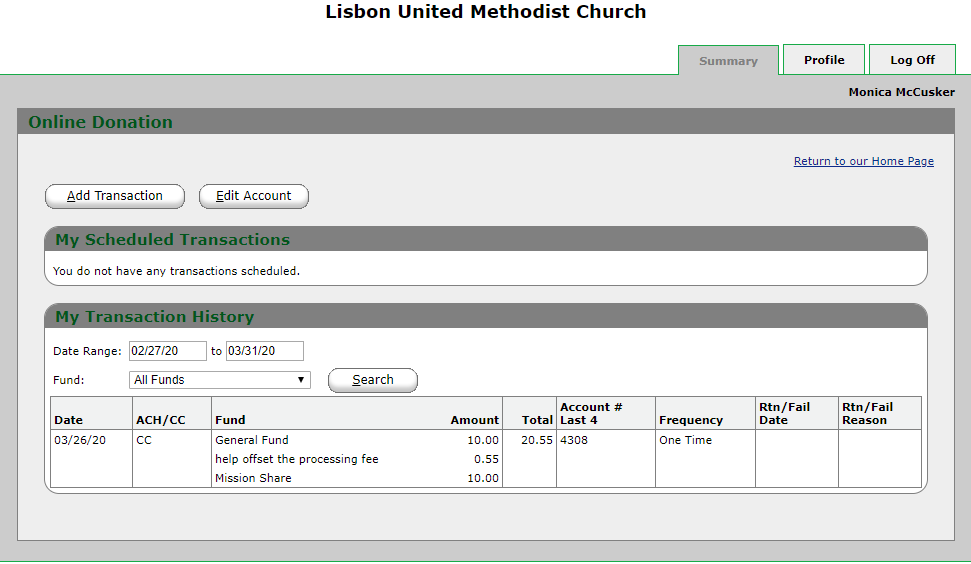 Lisbon United Methodist Church
Summary Profile Log Off
Monica McCusker
Online Donation
Return to our Home Page
Add Transaction Edit Account
My Scheduled Transactions
You do not have any transactions scheduled.
My Transaction History
Date Range: 02/27/20 to 03/31/20
Fund: All Funds Search
Date ACH/CC Fund Amount Total Account # Last 4 Frequency Rtn/Fail Date Rtn/Fail Reason
03/26/20 CC General Fund 10.00 20.55 4308 One Time
help offset the processing fee 0.55
Mission Share 10.00